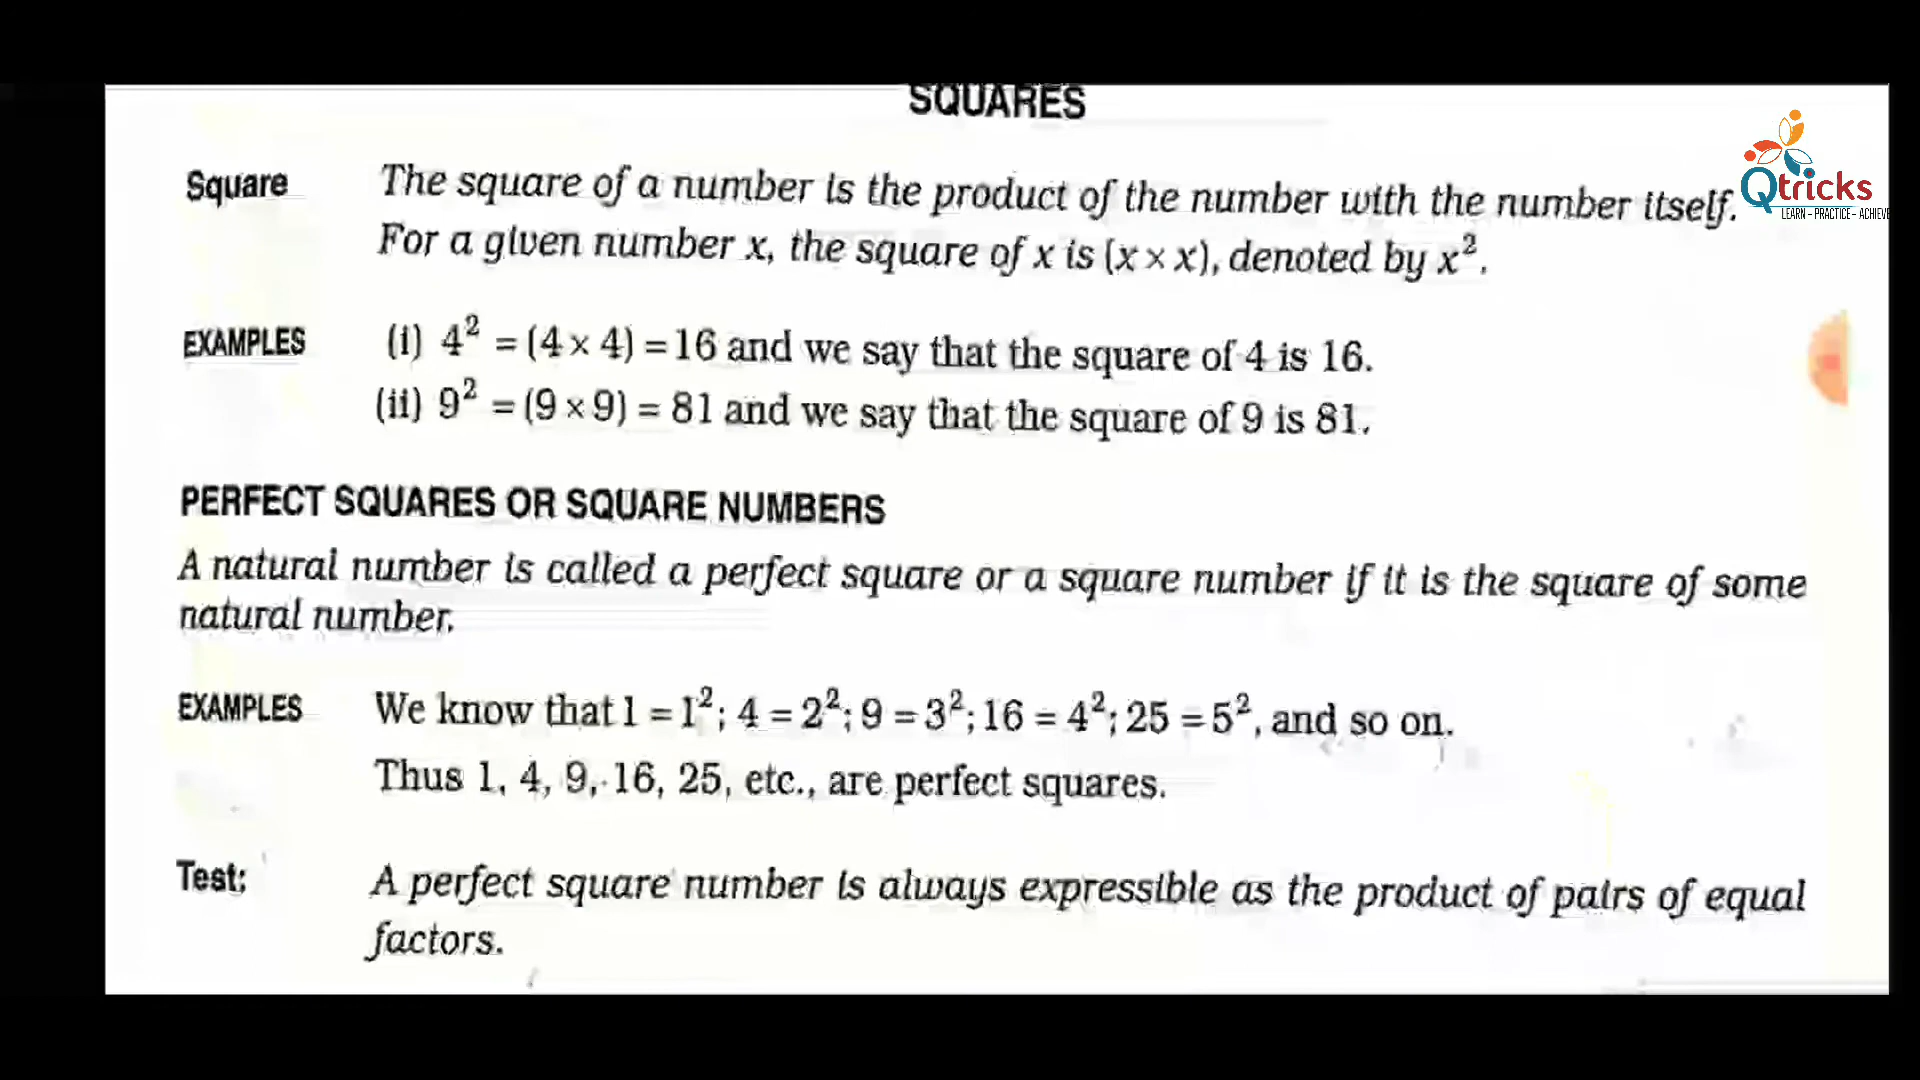 SQUARES
Qtricks
LEARN - PRACTICE - ACHIEVE
Square The square of a number is the product of the number with the number itself.
For a given number x, the square of x is (x × x), denoted by x².
EXAMPLES (i) 4² = (4 × 4) = 16 and we say that the square of 4 is 16.
(ii) 9² = (9 × 9) = 81 and we say that the square of 9 is 81.
PERFECT SQUARES OR SQUARE NUMBERS
A natural number is called a perfect square or a square number if it is the square of some
natural number.
EXAMPLES We know that 1 = 1²; 4 = 2²; 9 = 3²; 16 = 4²; 25 = 5², and so on.
Thus 1, 4, 9, 16, 25, etc., are perfect squares.
Test: A perfect square number is always expressible as the product of pairs of equal
factors.